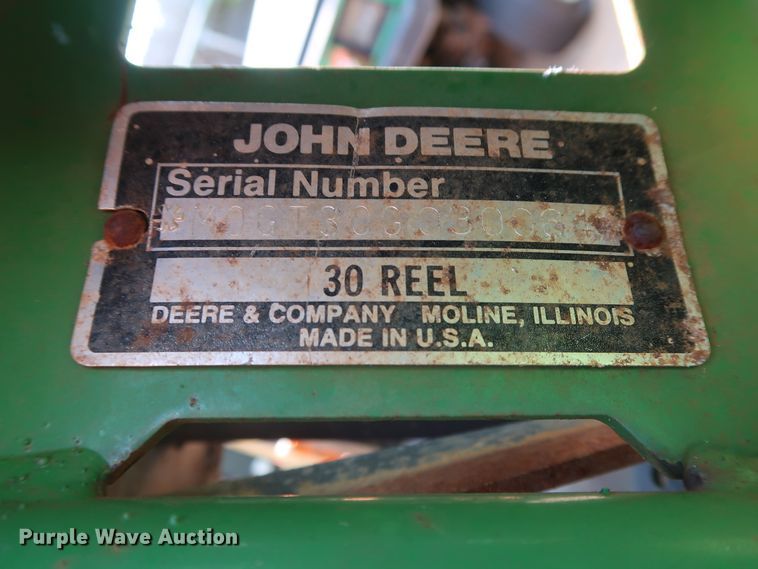 JOHN DEERE
Serial Number
30 REEL
DEERE & COMPANY MOLINE, ILLINOIS
MADE IN U.S.A.
Purple Wave Auction